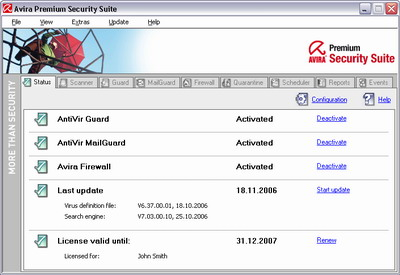 Avira Premium Security Suite
File View Extras Update Help
Premium
AVIRA Security Suite
Status Scanner Guard MailGuard Firewall Quarantine Scheduler Reports Events
MORE THAN SECURITY
Configuration Help
AntiVir Guard Activated Deactivate
AntiVir MailGuard Activated Deactivate
Avira Firewall Activated Deactivate
Last update 18.11.2006 Start update
Virus definition file: V6.37.00.01, 18.10.2006
Search engine: V7.03.00.10, 25.10.2006
License valid until: 31.12.2007 Renew
Licensed for: John Smith